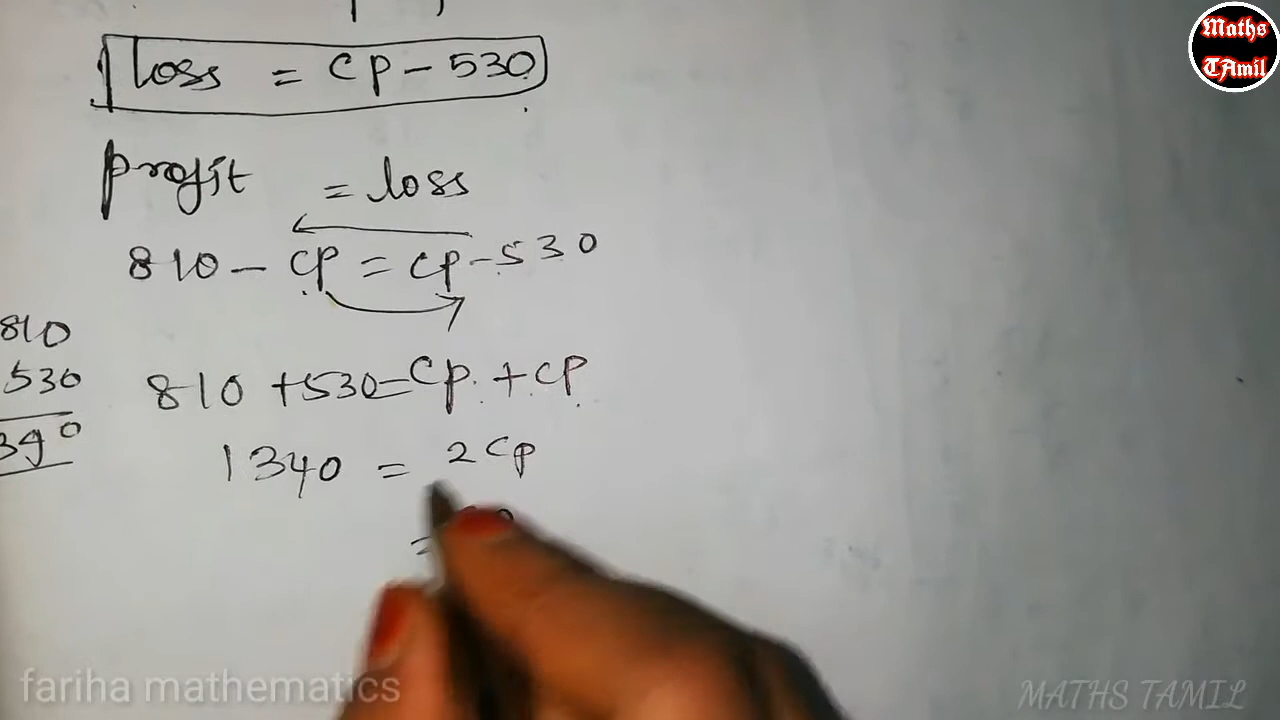 Maths
TAmil
loss = CP - 530
profit = loss
810 - CP = CP - 530
810
530
810 + 530 = CP + CP
1340 = 2CP
=
fariha mathematics
MATHS TAMIL